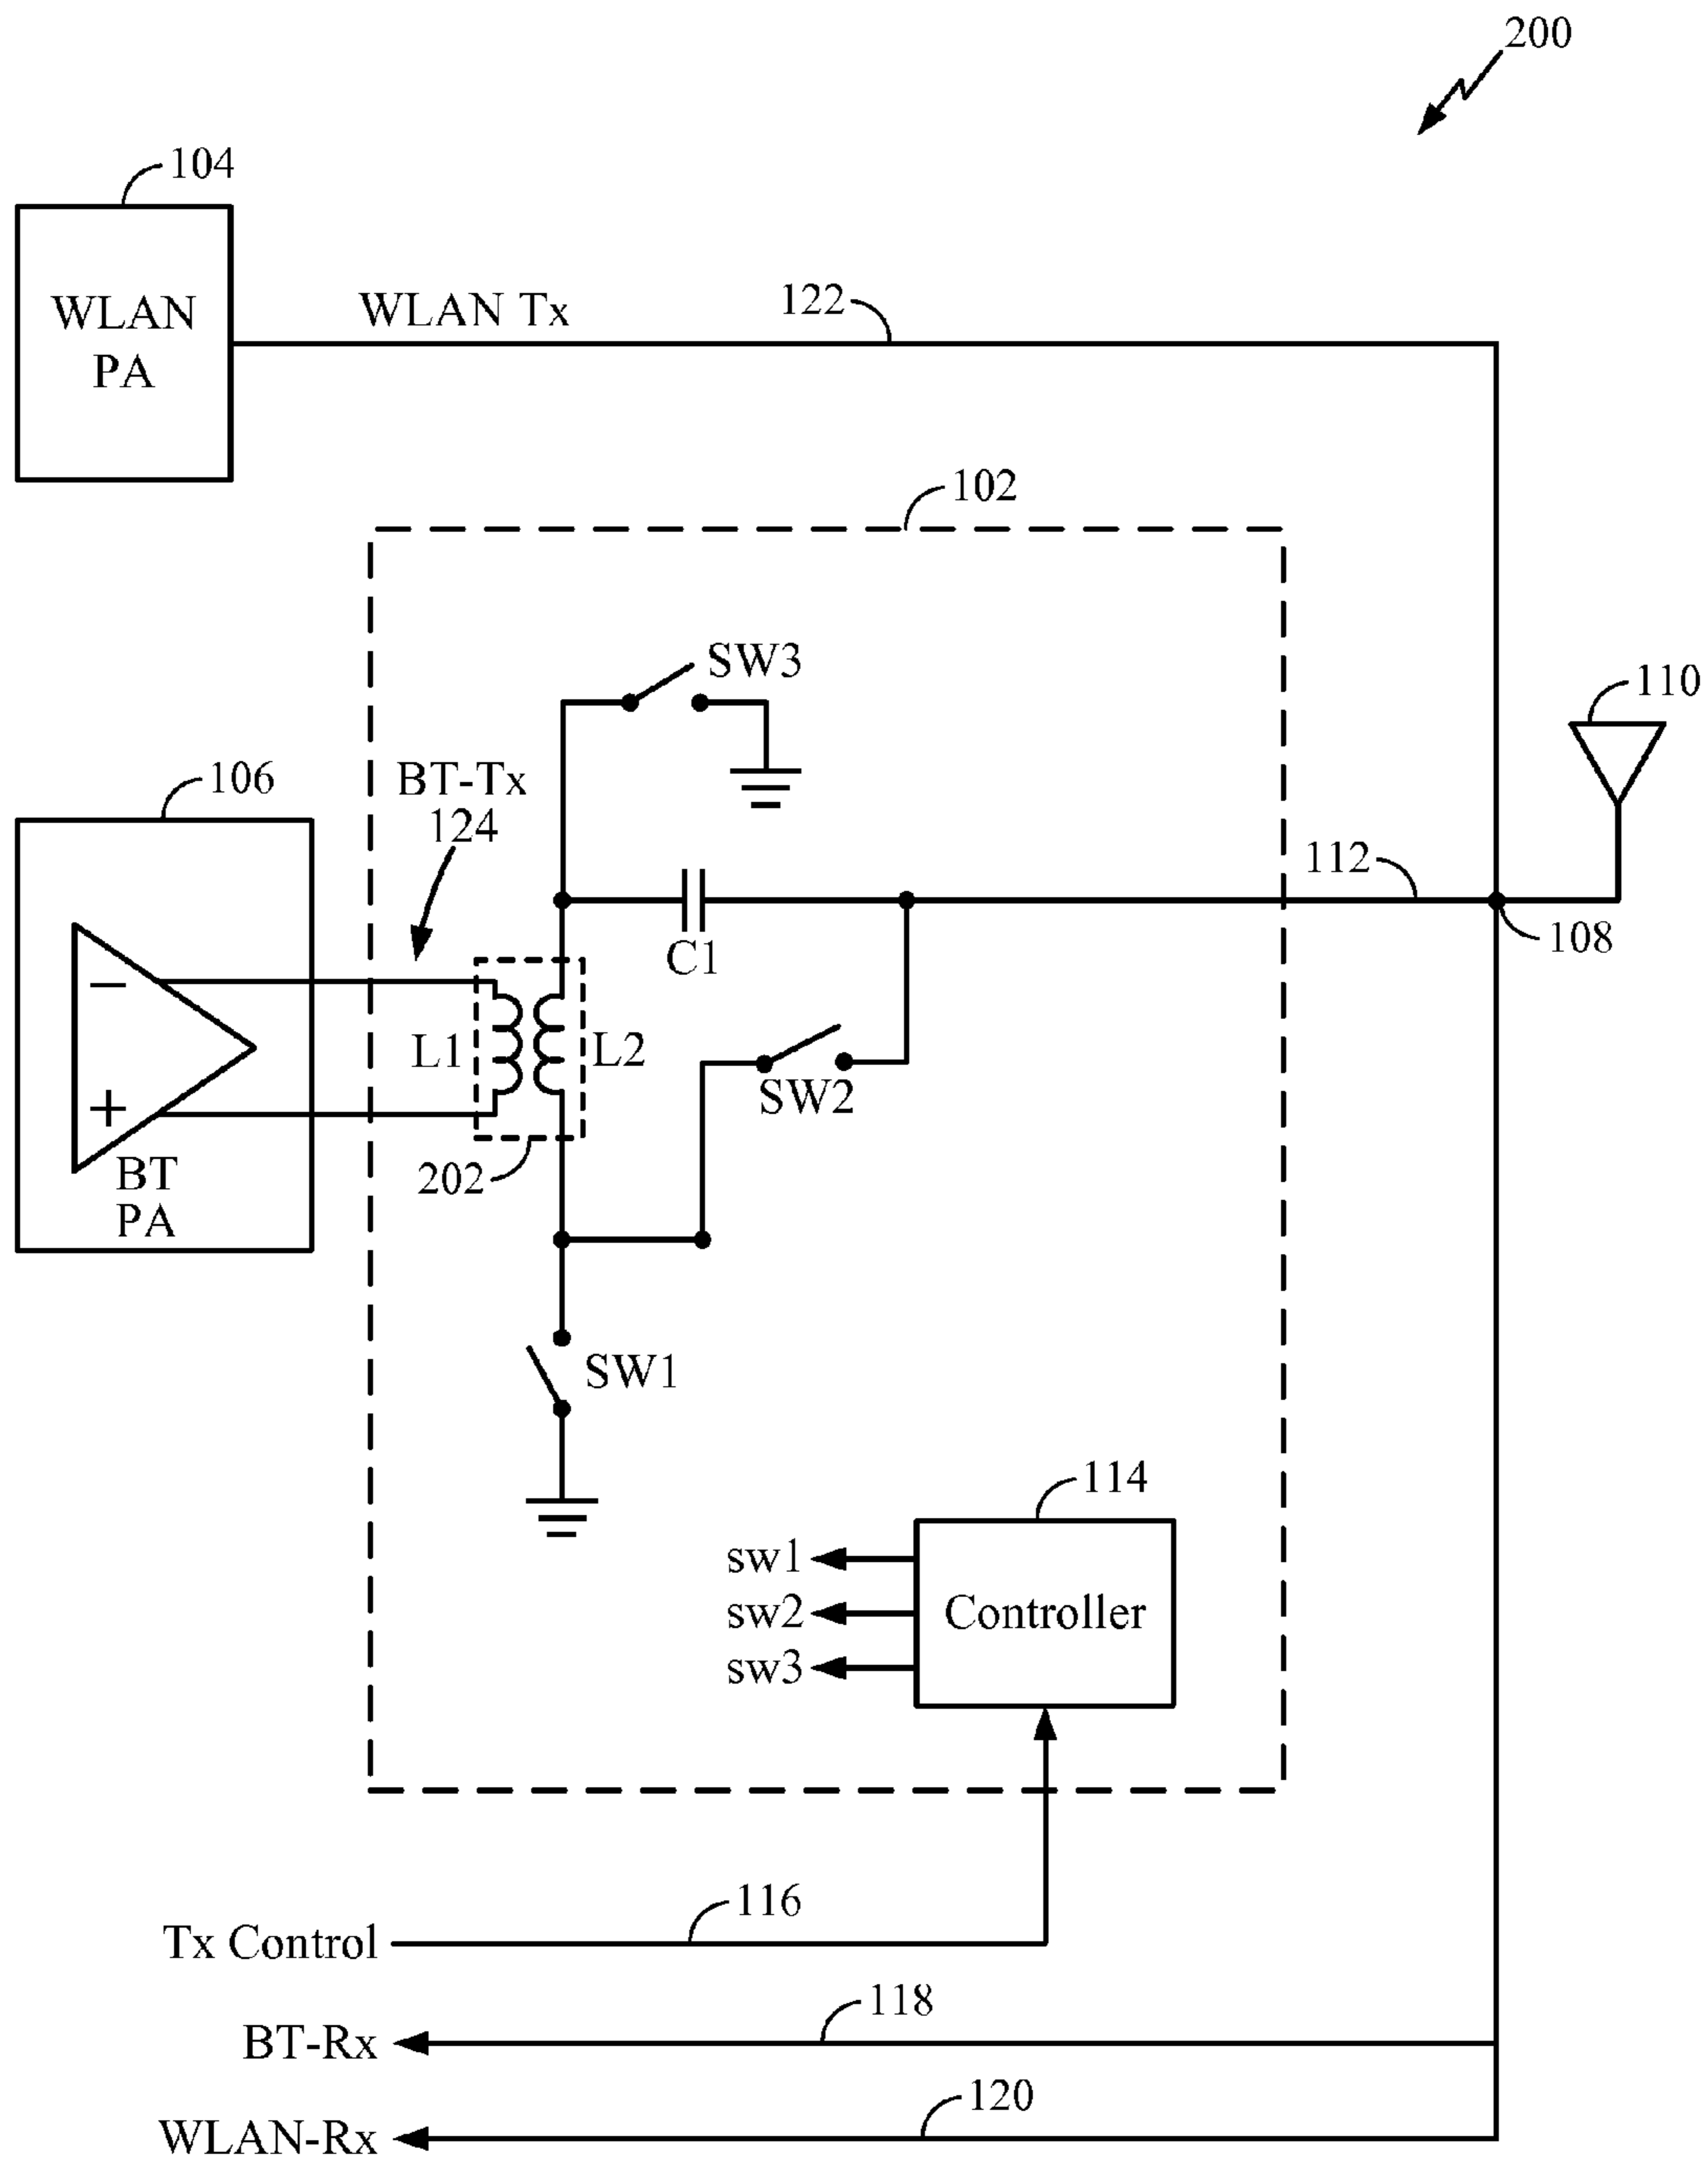 200
104
WLAN
PA
WLAN Tx
122
102
SW3
110
106
BT-Tx
124
112
108
C1
−
L1
L2
SW2
+
BT
PA
202
SW1
114
sw1
sw2
sw3
Controller
116
Tx Control
118
BT-Rx
120
WLAN-Rx